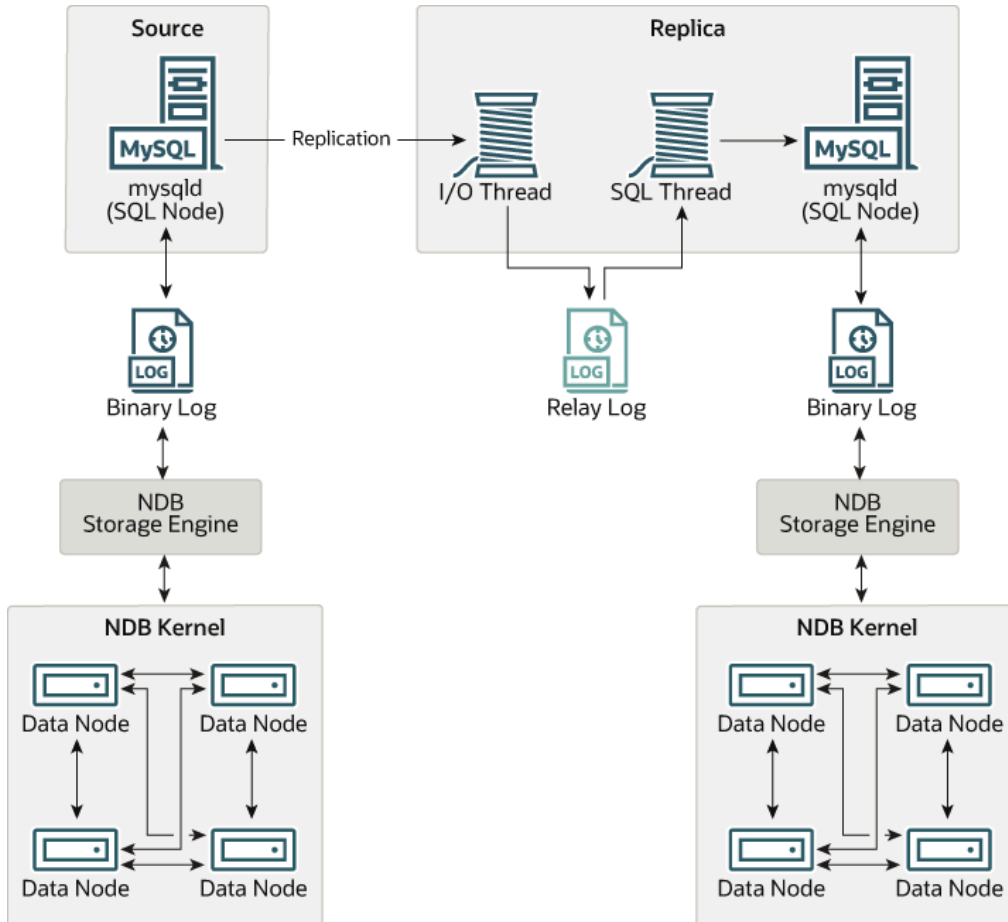 Source
Replica
MySQL
Replication
MySQL
mysqld
(SQL Node)
I/O Thread
SQL Thread
mysqld
(SQL Node)
LOG
LOG
LOG
Binary Log
Relay Log
Binary Log
NDB
Storage Engine
NDB
Storage Engine
NDB Kernel
NDB Kernel
Data Node
Data Node
Data Node
Data Node
Data Node
Data Node
Data Node
Data Node